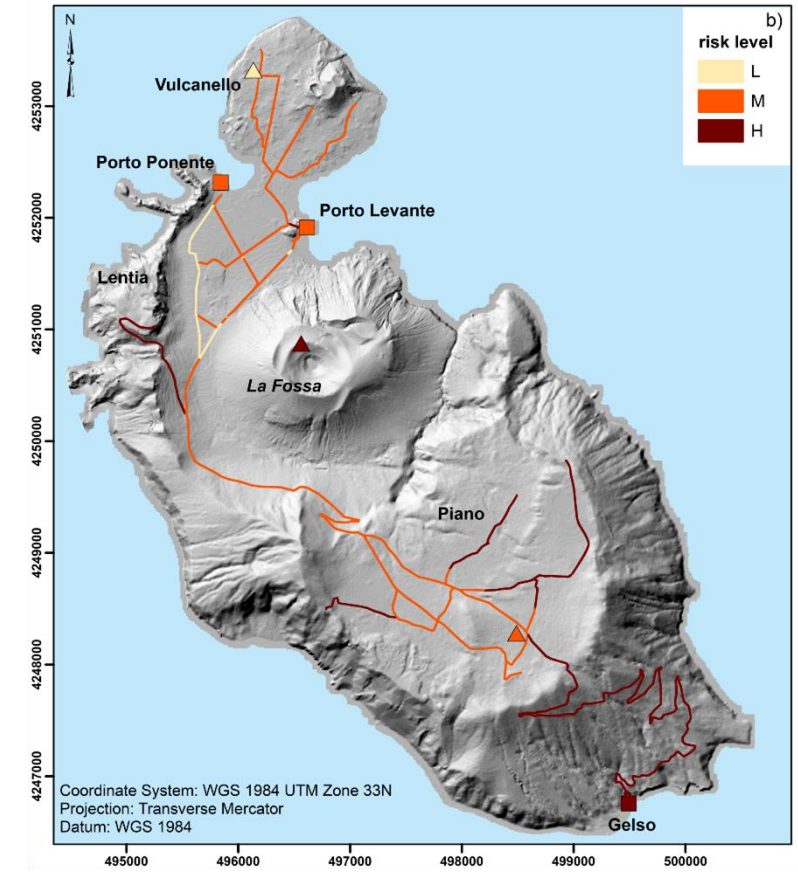 b)
N
risk level
L
M
H
Vulcanello
Porto Ponente
Porto Levante
Lentia
La Fossa
Piano
Gelso
Coordinate System: WGS 1984 UTM Zone 33N
Projection: Transverse Mercator
Datum: WGS 1984
4253000
4252000
4251000
4250000
4249000
4248000
4247000
495000 496000 497000 498000 499000 500000